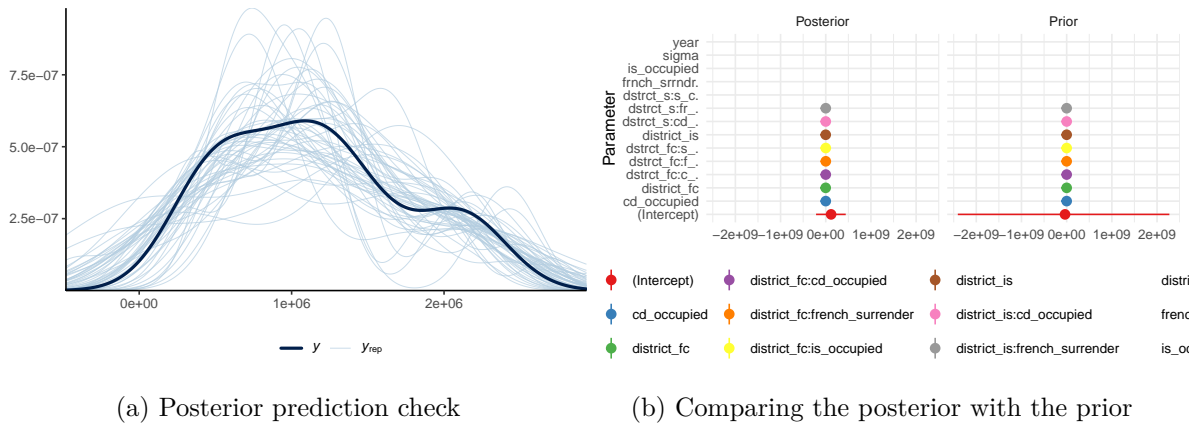 7.5e−07
5.0e−07
2.5e−07
0e+00 1e+06 2e+06
y yrep
(a) Posterior prediction check
Posterior Prior
Parameter
year
sigma
is_occupied
frnch_srrndr.
dstrct_s:s_c.
dstrct_s:fr_.
dstrct_s:cd_.
district_is
dstrct_fc:s_.
dstrct_fc:f_.
dstrct_fc:c_.
district_fc
cd_occupied
(Intercept)
−2e+09−1e+09 0e+00 1e+09 2e+09 −2e+09−1e+09 0e+00 1e+09 2e+09
(Intercept) district_fc:cd_occupied district_is distri
cd_occupied district_fc:french_surrender district_is:cd_occupied frenc
district_fc district_fc:is_occupied district_is:french_surrender is_oc
(b) Comparing the posterior with the prior